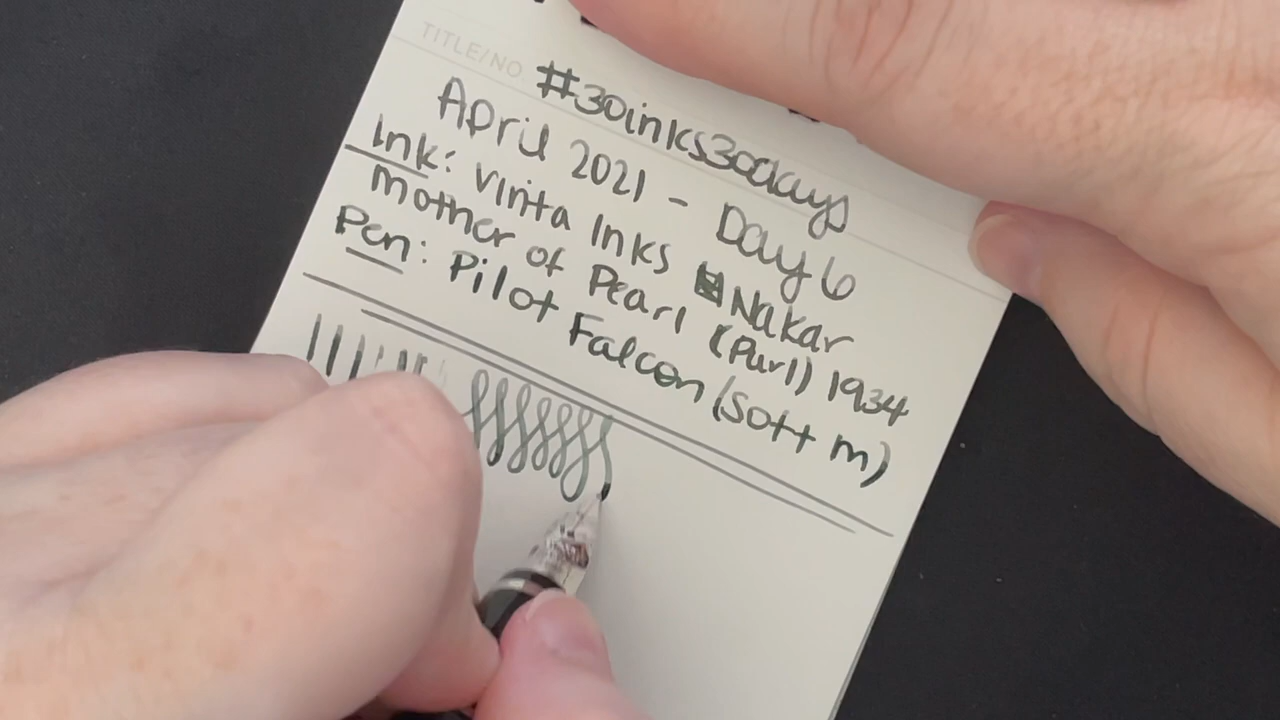 TITLE/NO
#30inks30days
April 2021 - Day 6
Ink: Vinta Inks Nakar
Mother of Pearl (Purl) 1934
Pen: Pilot Falcon (Soft m)